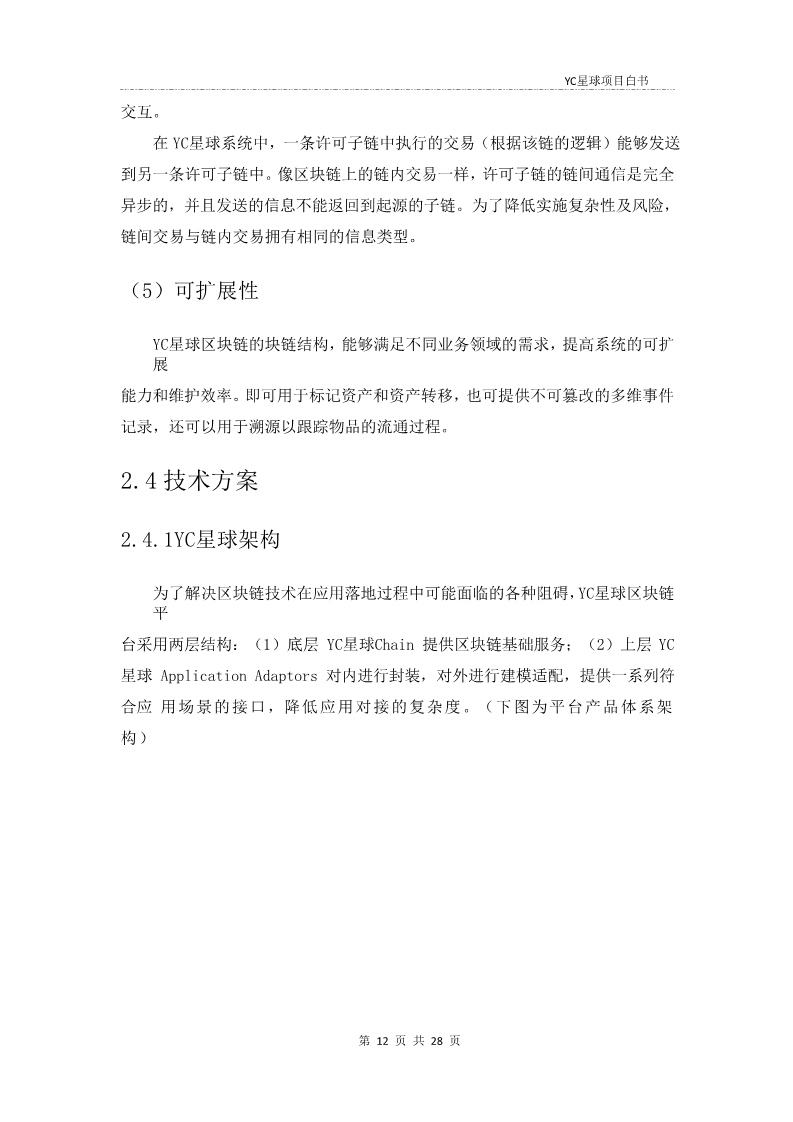 YC星球项目白书
交互。
在 YC星球系统中，一条许可子链中执行的交易（根据该链的逻辑）能够发送
到另一条许可子链中。像区块链上的链内交易一样，许可子链的链间通信是完全
异步的，并且发送的信息不能返回到起源的子链。为了降低实施复杂性及风险，
链间交易与链内交易拥有相同的信息类型。
（5）可扩展性
YC星球区块链的块链结构，能够满足不同业务领域的需求，提高系统的可扩
展
能力和维护效率。即可用于标记资产和资产转移，也可提供不可篡改的多维事件
记录，还可以用于溯源以跟踪物品的流通过程。
2.4 技术方案
2.4.1YC星球架构
为了解决区块链技术在应用落地过程中可能面临的各种阻碍，YC星球区块链
平
台采用两层结构：（1）底层 YC星球Chain 提供区块链基础服务；（2）上层 YC
星球 Application Adaptors 对内进行封装，对外进行建模适配，提供一系列符
合应 用场景的接口，降低应用对接的复杂度。（下图为平台产品体系架
构）
第 12 页 共 28 页